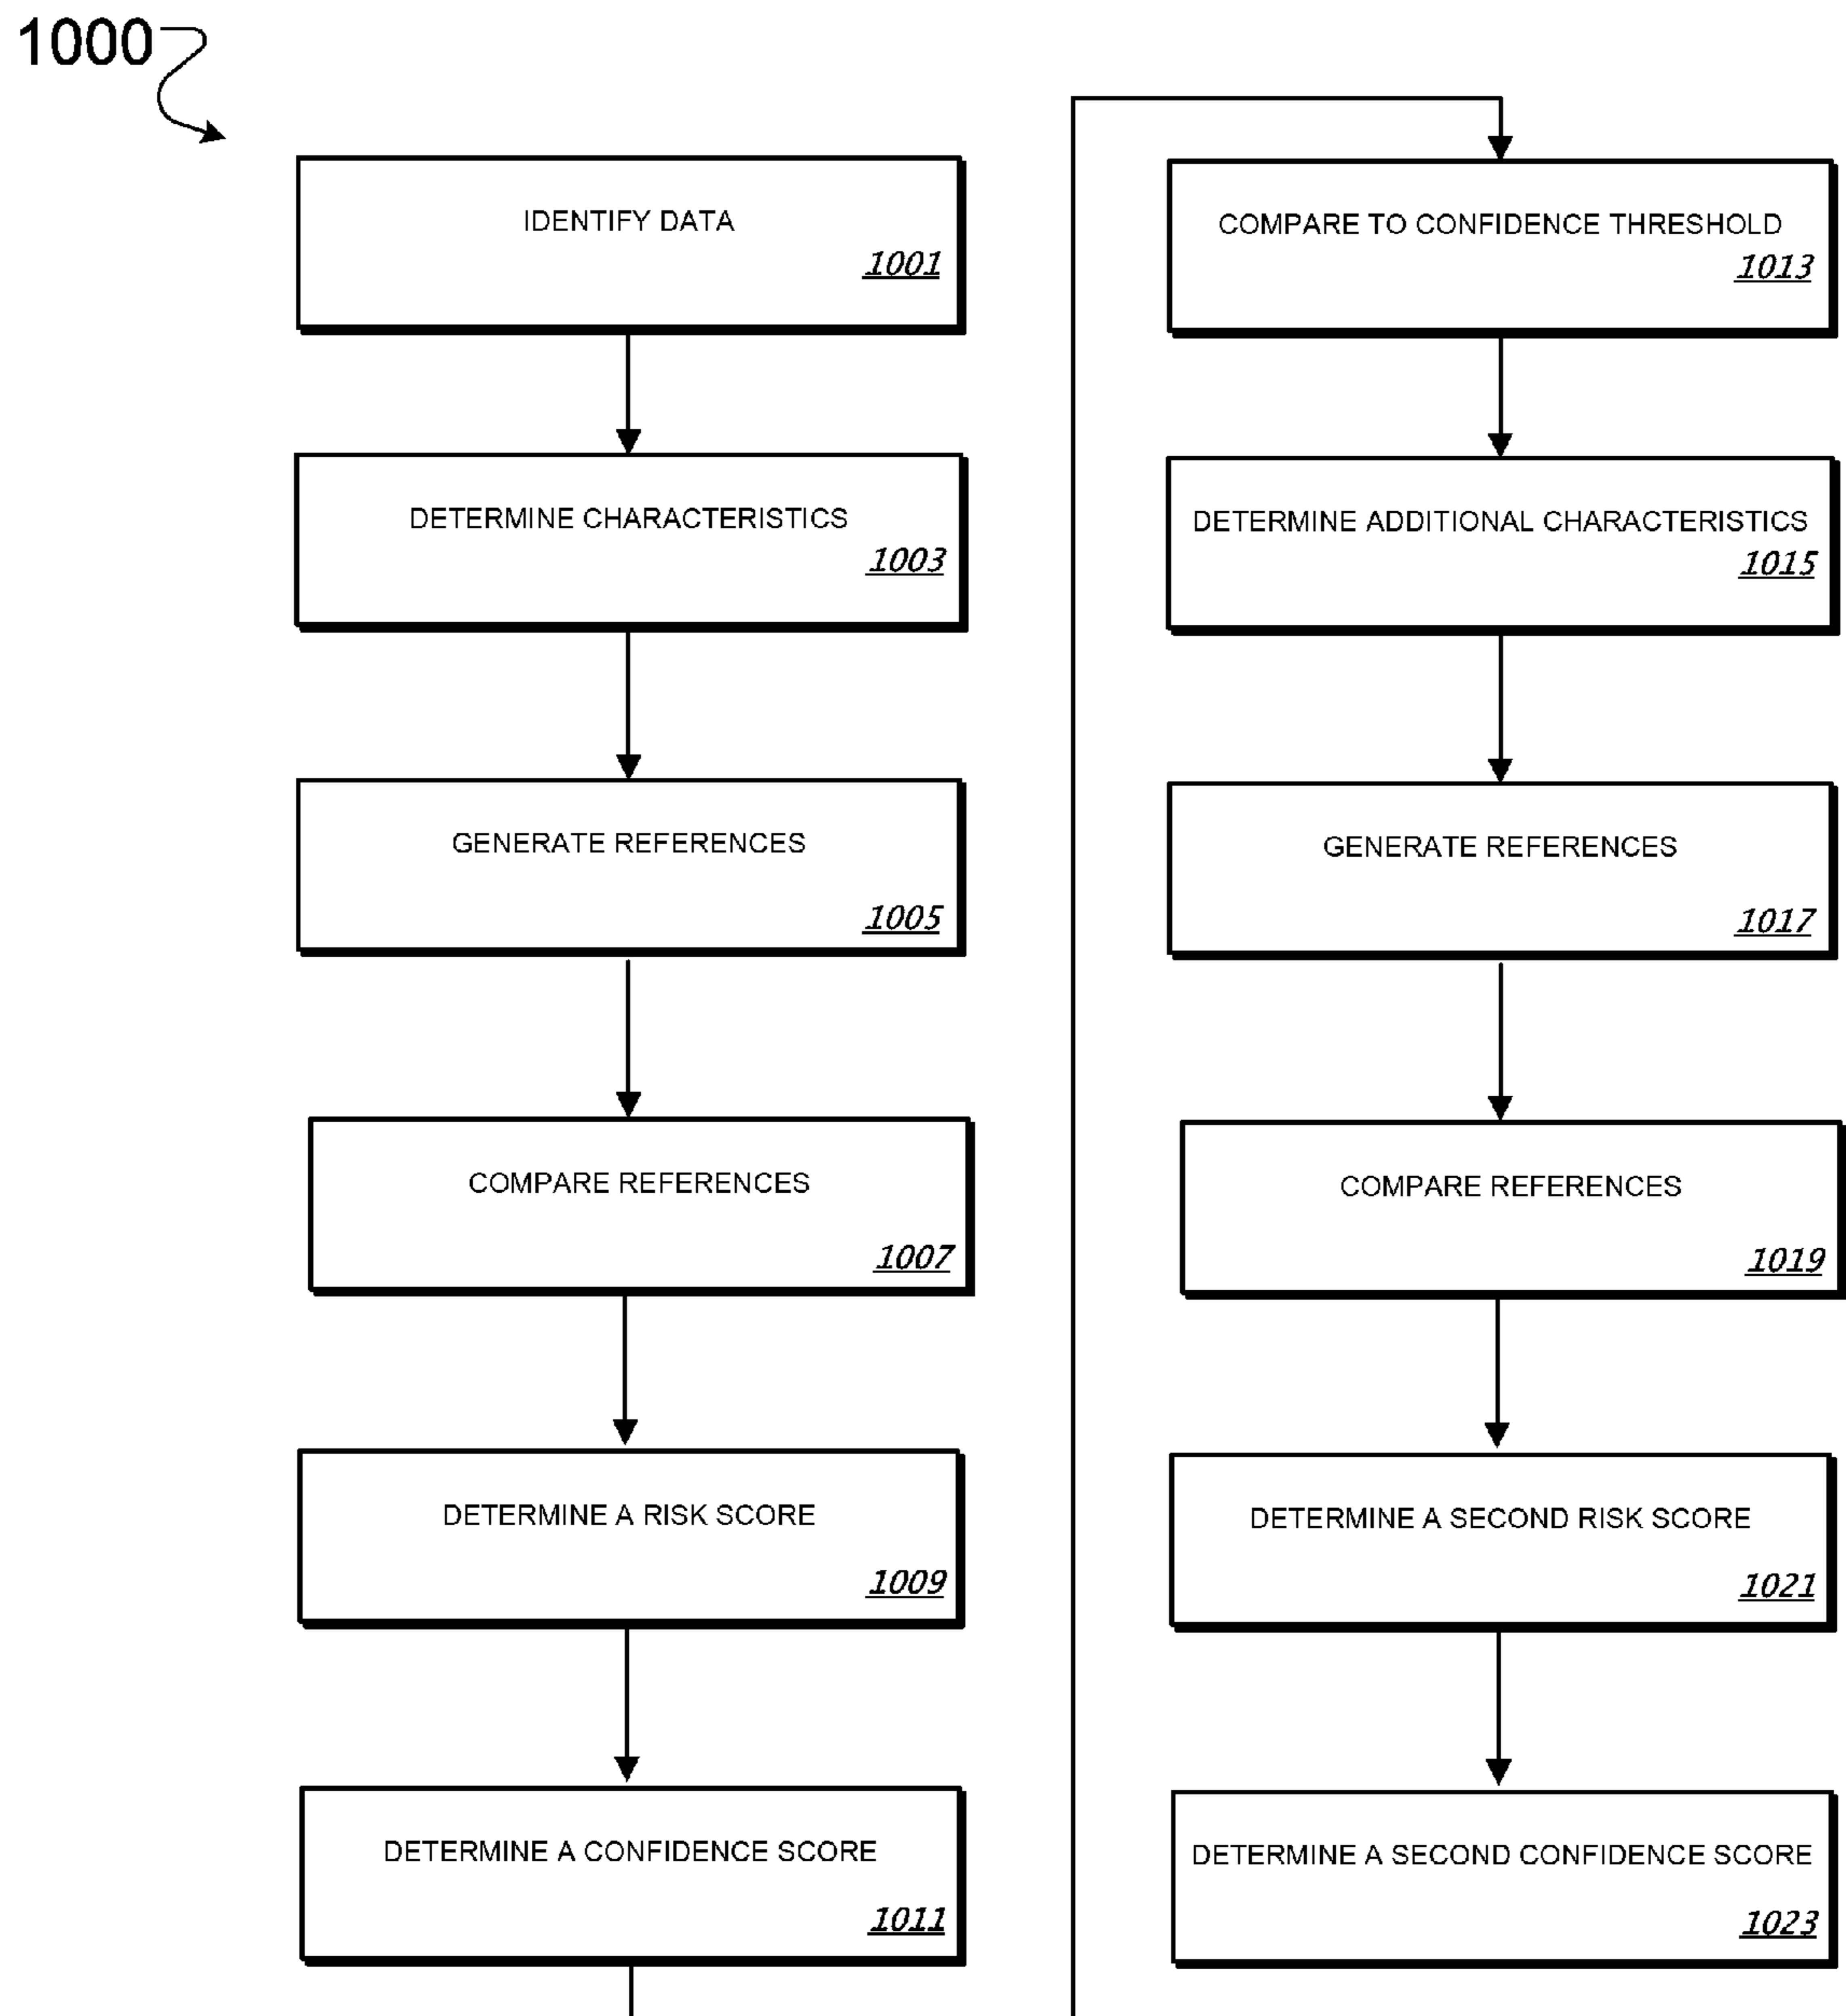 1000
IDENTIFY DATA
1001
DETERMINE CHARACTERISTICS
1003
GENERATE REFERENCES
1005
COMPARE REFERENCES
1007
DETERMINE A RISK SCORE
1009
DETERMINE A CONFIDENCE SCORE
1011
COMPARE TO CONFIDENCE THRESHOLD
1013
DETERMINE ADDITIONAL CHARACTERISTICS
1015
GENERATE REFERENCES
1017
COMPARE REFERENCES
1019
DETERMINE A SECOND RISK SCORE
1021
DETERMINE A SECOND CONFIDENCE SCORE
1023